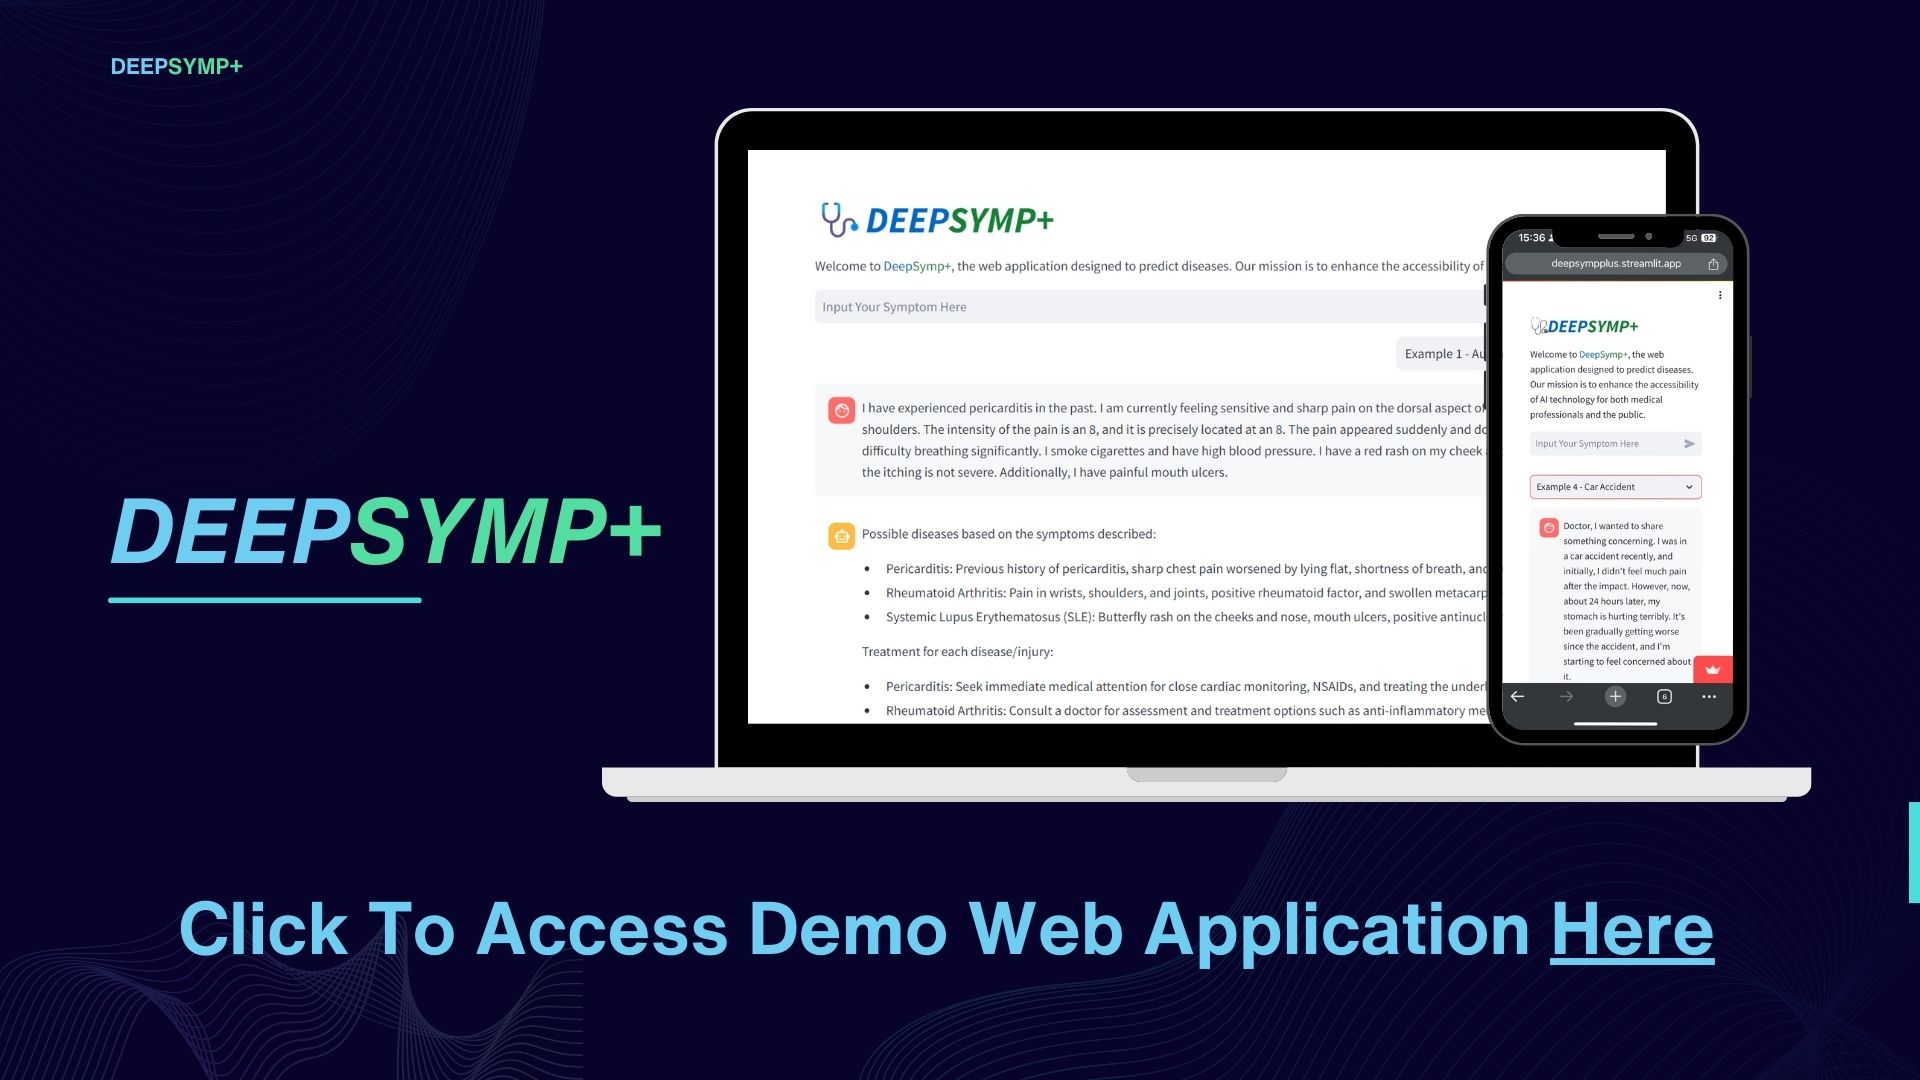 DEEPSYMP+
DEEPSYMP+
DEEPSYMP+
Welcome to DeepSymp+, the web application designed to predict diseases. Our mission is to enhance the accessibility of
Input Your Symptom Here
Example 1 - Au
I have experienced pericarditis in the past. I am currently feeling sensitive and sharp pain on the dorsal aspect of
shoulders. The intensity of the pain is an 8, and it is precisely located at an 8. The pain appeared suddenly and do
difficulty breathing significantly. I smoke cigarettes and have high blood pressure. I have a red rash on my cheek
the itching is not severe. Additionally, I have painful mouth ulcers.
Possible diseases based on the symptoms described:
• Pericarditis: Previous history of pericarditis, sharp chest pain worsened by lying flat, shortness of breath, and
• Rheumatoid Arthritis: Pain in wrists, shoulders, and joints, positive rheumatoid factor, and swollen metacarp
• Systemic Lupus Erythematosus (SLE): Butterfly rash on the cheeks and nose, mouth ulcers, positive antinucl
Treatment for each disease/injury:
• Pericarditis: Seek immediate medical attention for close cardiac monitoring, NSAIDs, and treating the underl
• Rheumatoid Arthritis: Consult a doctor for assessment and treatment options such as anti-inflammatory me
15:36
5G 92
deepsympplus.streamlit.app
DEEPSYMP+
Welcome to DeepSymp+, the web
application designed to predict diseases.
Our mission is to enhance the accessibility
of AI technology for both medical
professionals and the public.
Input Your Symptom Here
Example 4 - Car Accident
Doctor, I wanted to share
something concerning. I was in
a car accident recently, and
initially, I didn't feel much pain
after the impact. However, now,
about 24 hours later, my
stomach is hurting terribly. It's
been gradually getting worse
since the accident, and I'm
starting to feel concerned about
it.
6
Click To Access Demo Web Application Here